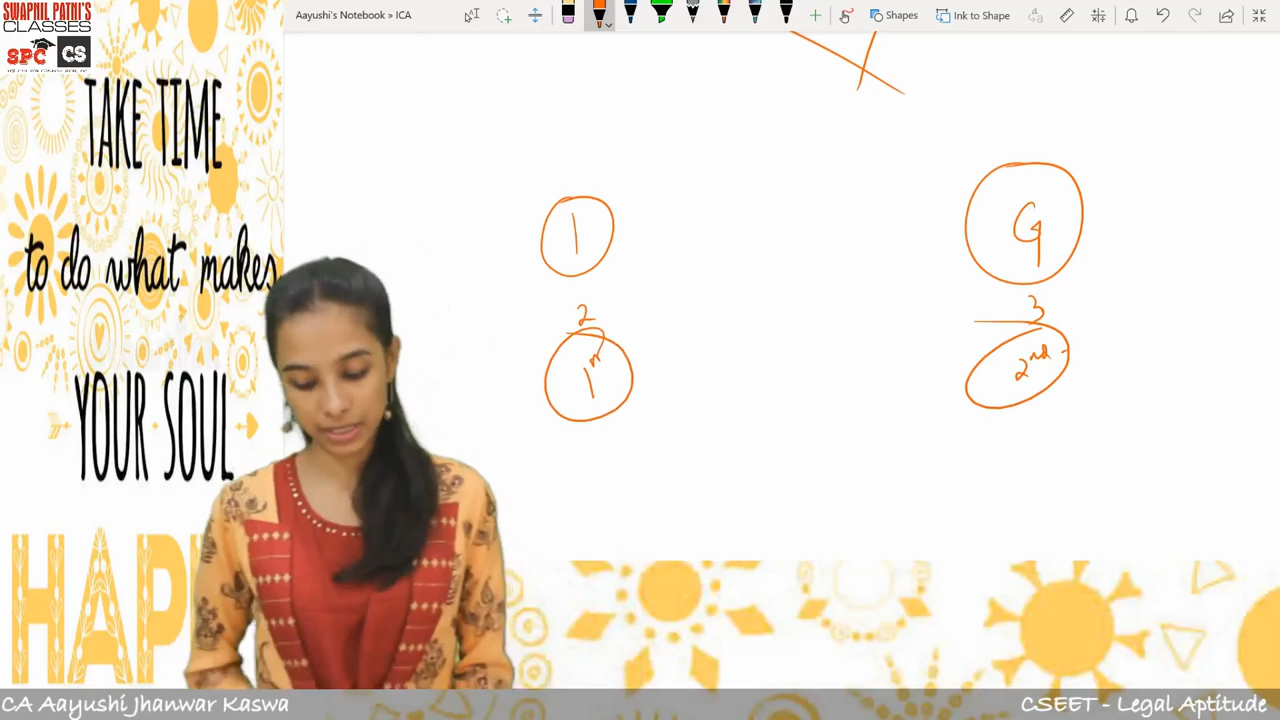 SWAPNIL PATNI'S
CLASSES
SPC CS
Aayushi's Notebook » ICA
Shapes
Ink to Shape
TAKE TIME
to do what makes
YOUR SOUL
HAP
1
G
2
3
1st
2nd
CA Aayushi Jhanwar Kaswa
CSEET - Legal Aptitude